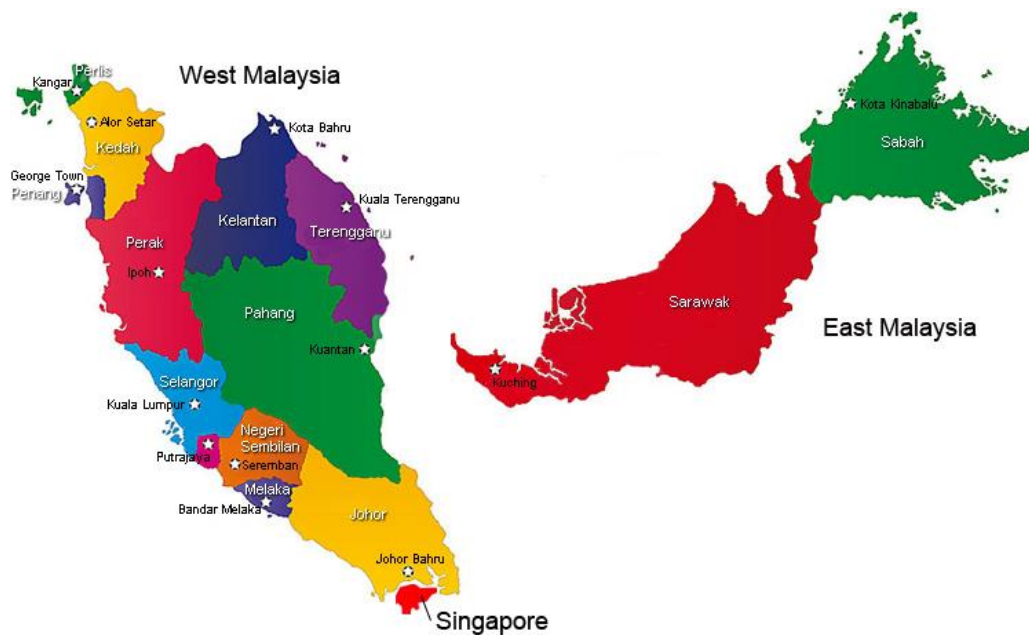 West Malaysia
Perlis
Kangar
Alor Setar
Kedah
George Town
Penang
Kota Bahru
Kuala Terengganu
Kelantan
Terengganu
Perak
Ipoh
Pahang
Kuantan
Selangor
Kuala Lumpur
Negeri
Sembilan
Putrajaya
Seremban
Melaka
Bandar Melaka
Johor
Johor Bahru
Singapore
Kota Kinabalu
Sabah
Sarawak
East Malaysia
Kuching